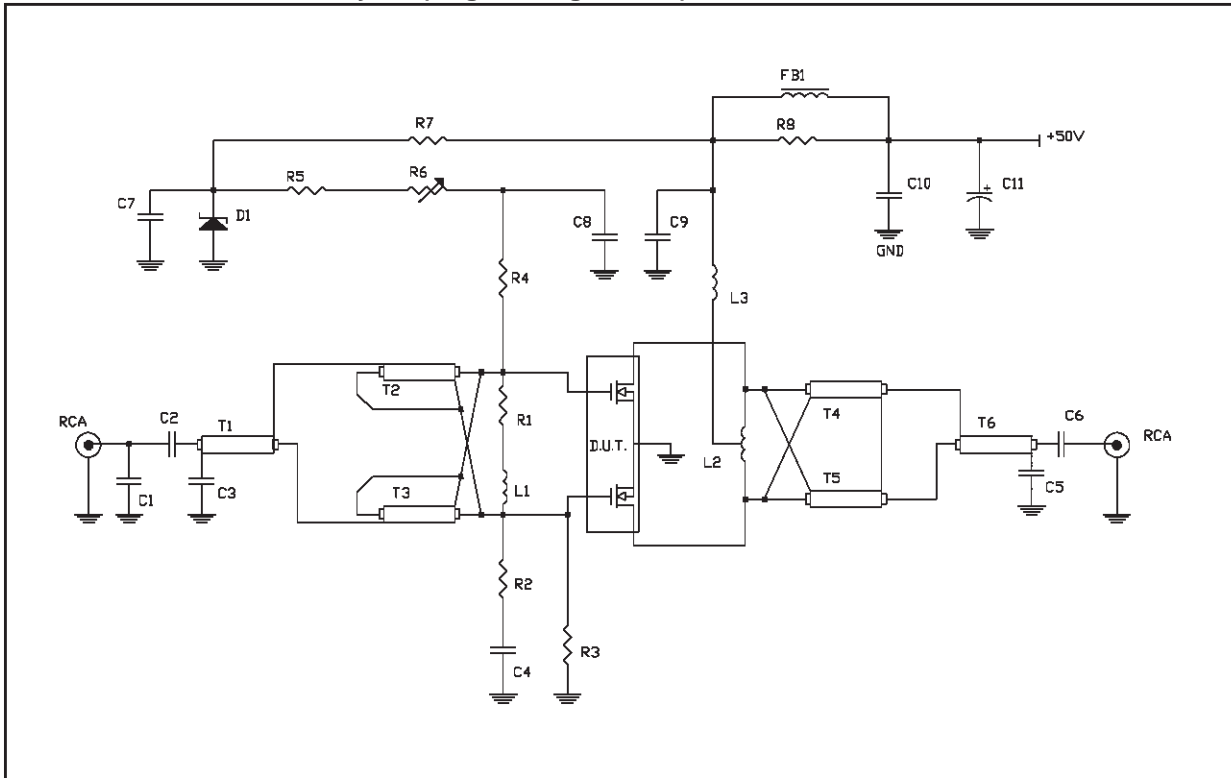 FB1
R7
R8
+50V
R5
R6
C7
D1
C8
C9
C10
+
C11
GND
R4
L3
T2
RCA
C2
T1
R1
D.U.T.
L2
T4
T6
C6
RCA
C1
C3
T3
L1
T5
C5
R2
R3
C4